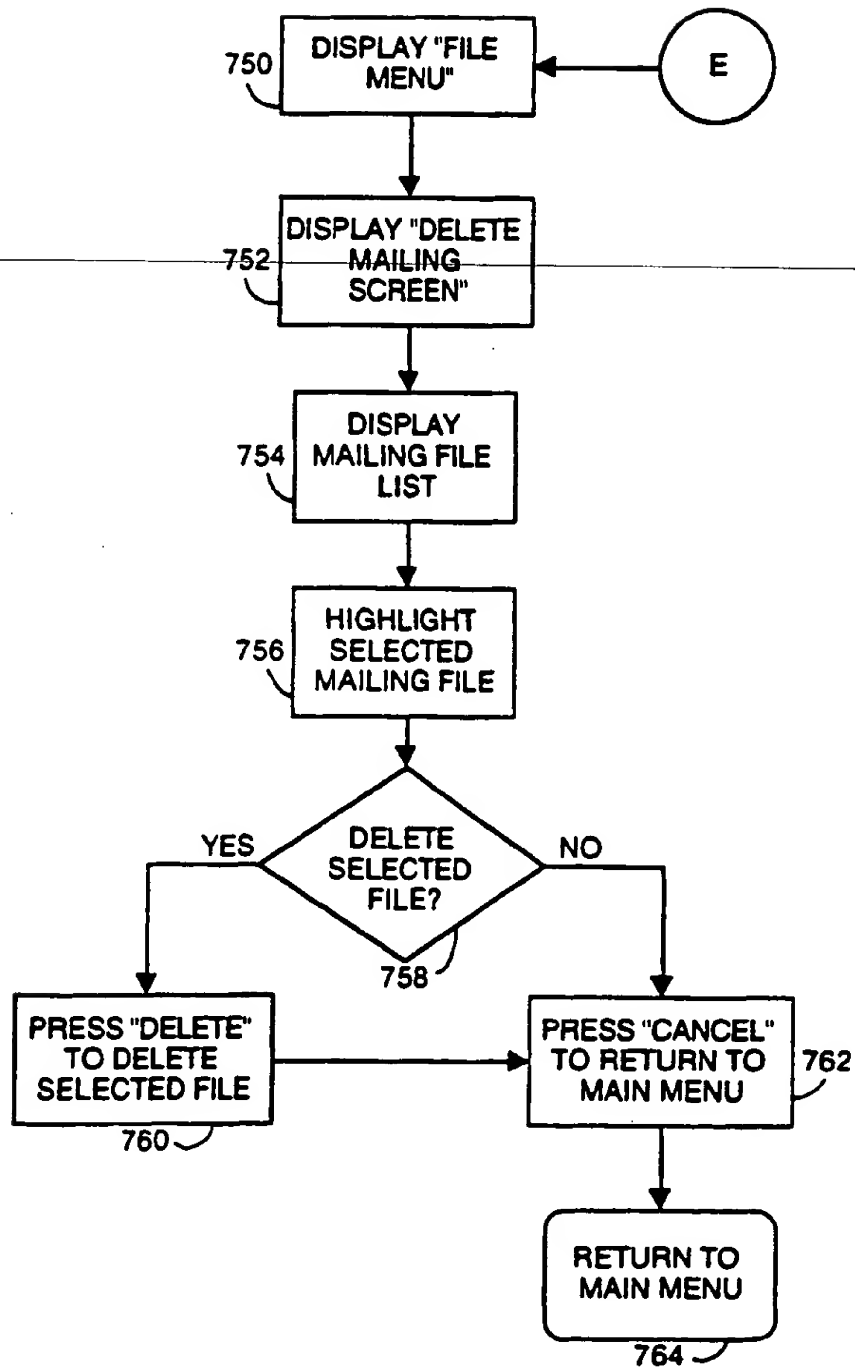 DISPLAY "FILE
MENU"
750
E
DISPLAY "DELETE
MAILING
SCREEN"
752
DISPLAY
MAILING FILE
LIST
754
HIGHLIGHT
SELECTED
MAILING FILE
756
DELETE
SELECTED
FILE?
758
YES
NO
PRESS "DELETE"
TO DELETE
SELECTED FILE
760
PRESS "CANCEL"
TO RETURN TO
MAIN MENU
762
RETURN TO
MAIN MENU
764